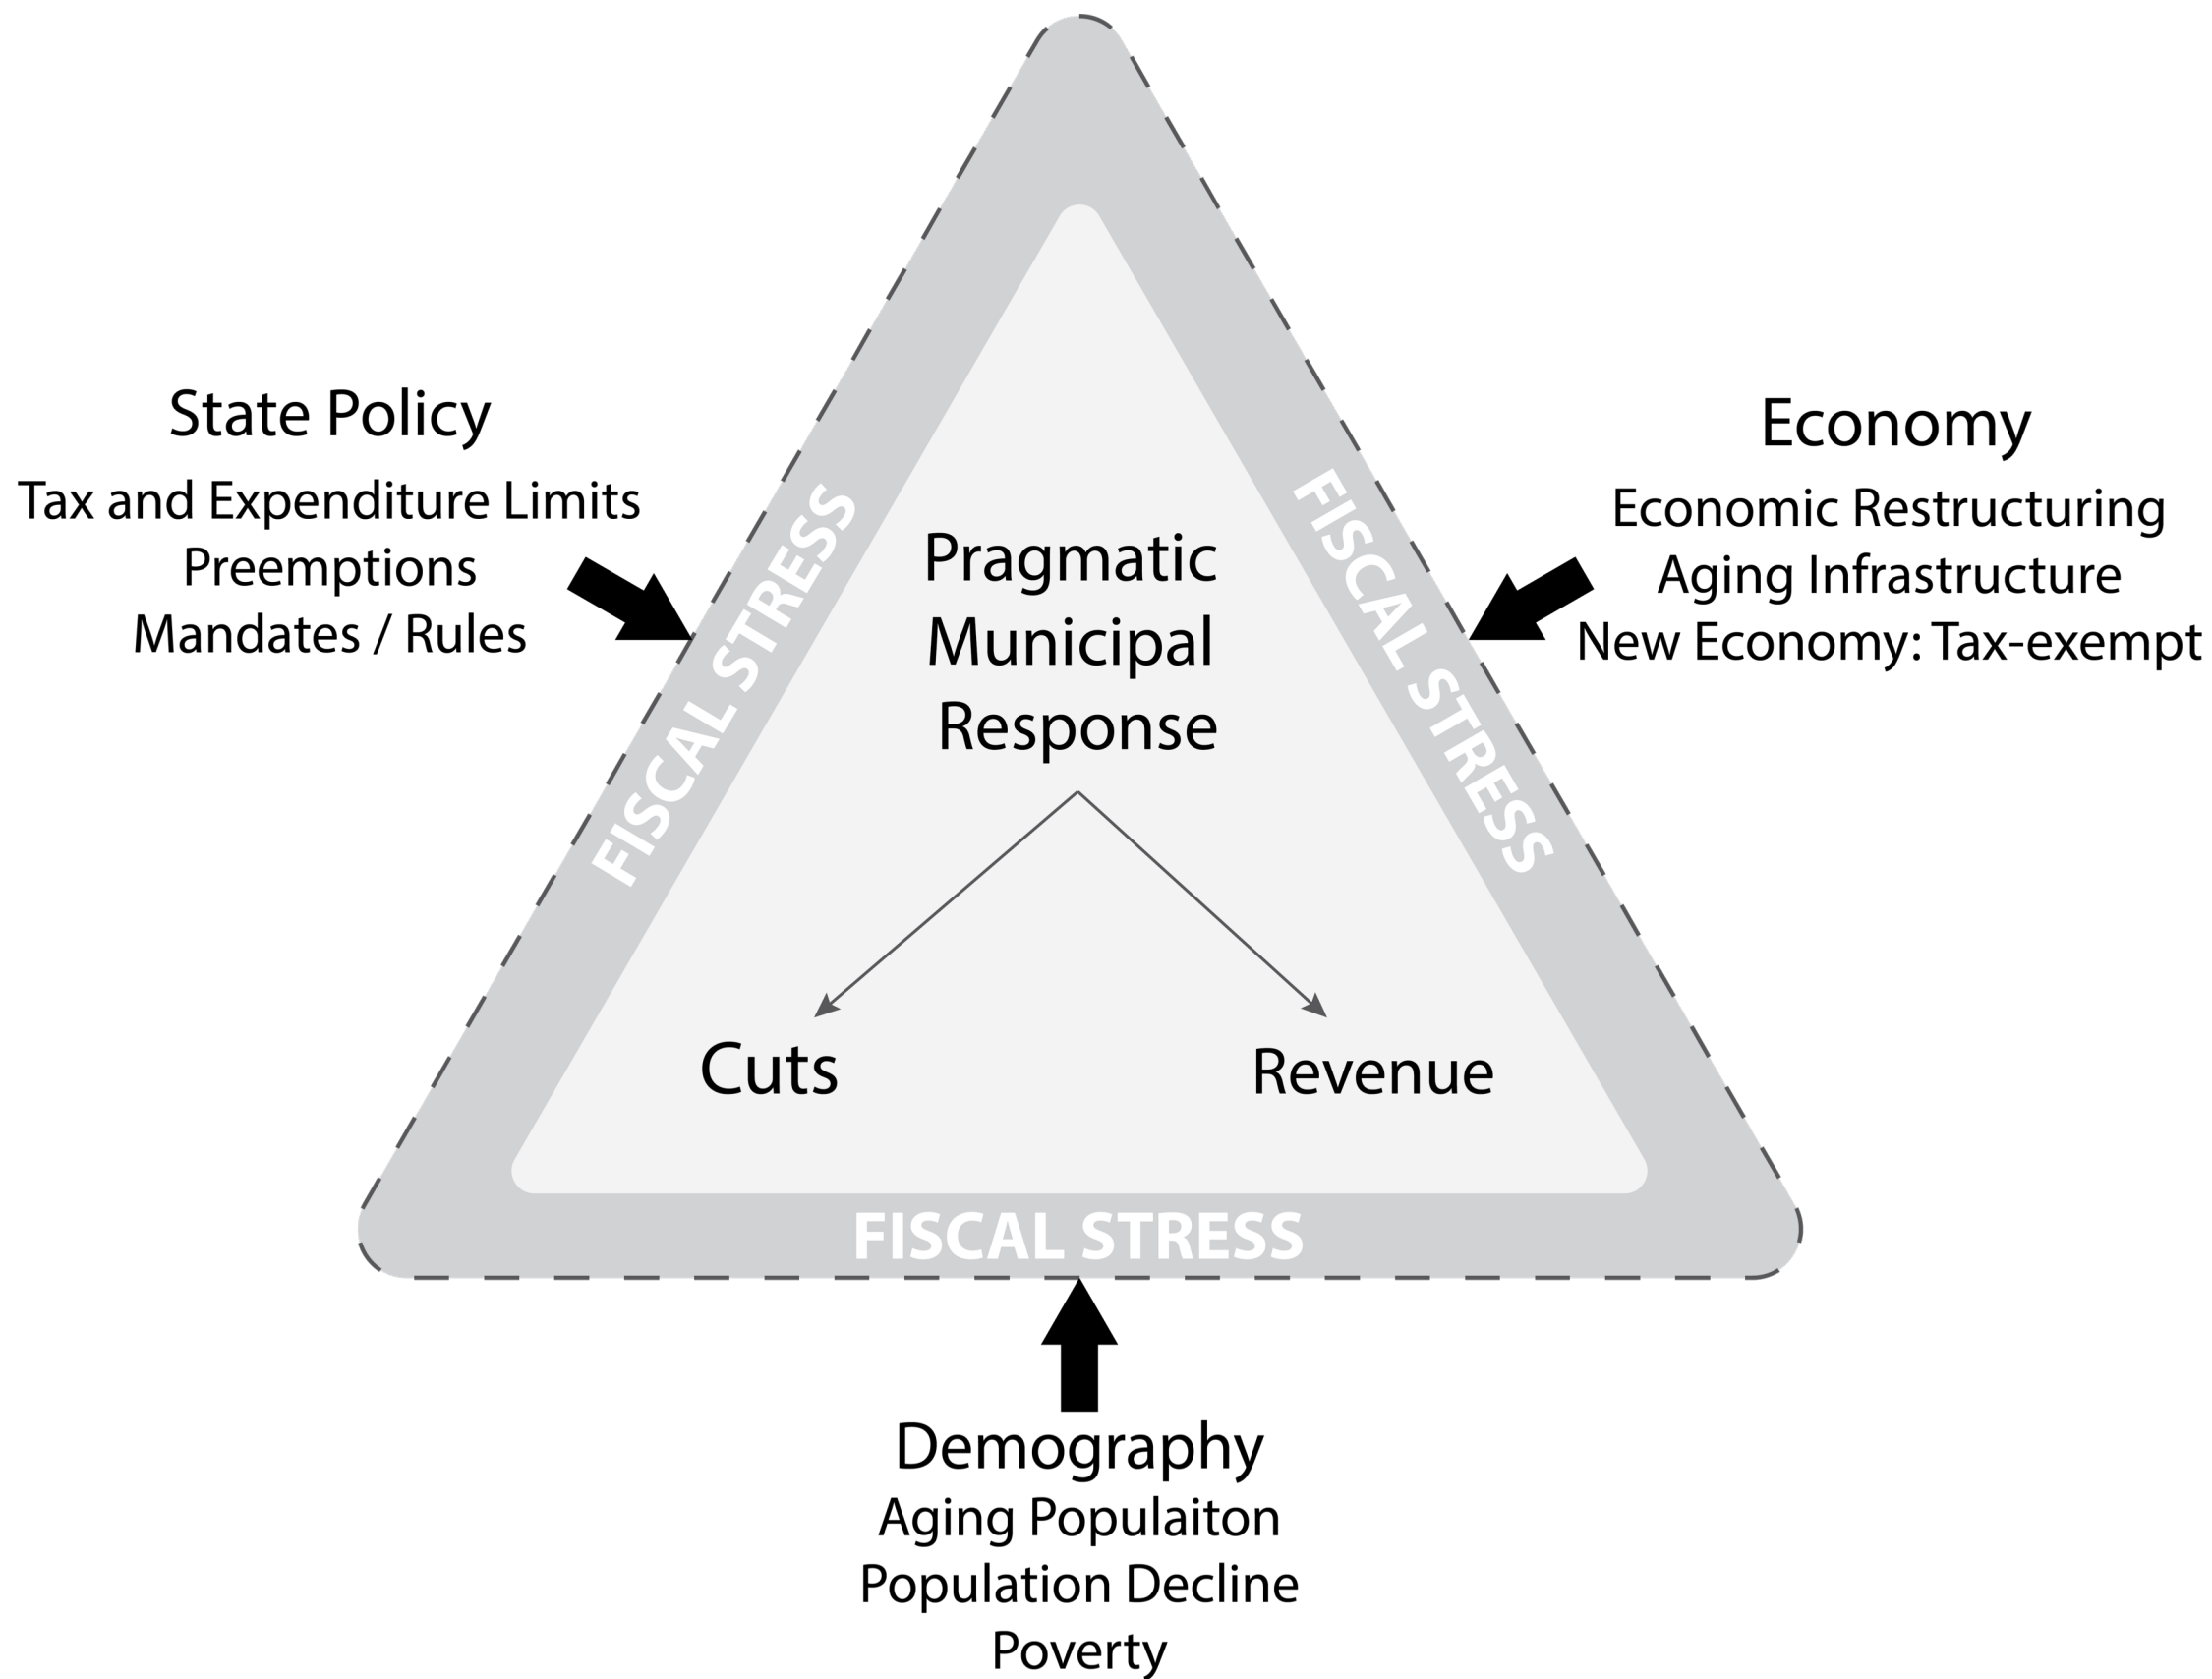 State Policy
Tax and Expenditure Limits
Preemptions
Mandates / Rules
Economy
Economic Restructuring
Aging Infrastructure
New Economy: Tax-exempt
FISCAL STRESS
FISCAL STRESS
Pragmatic
Municipal
Response
Cuts
Revenue
FISCAL STRESS
Demography
Aging Populaiton
Population Decline
Poverty